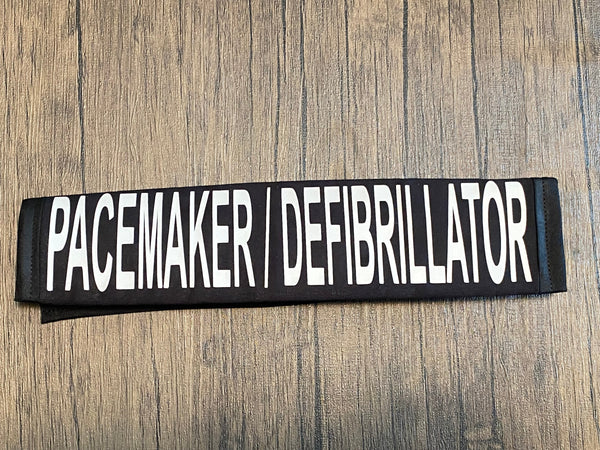 PACEMAKER / DEFIBRILLATOR